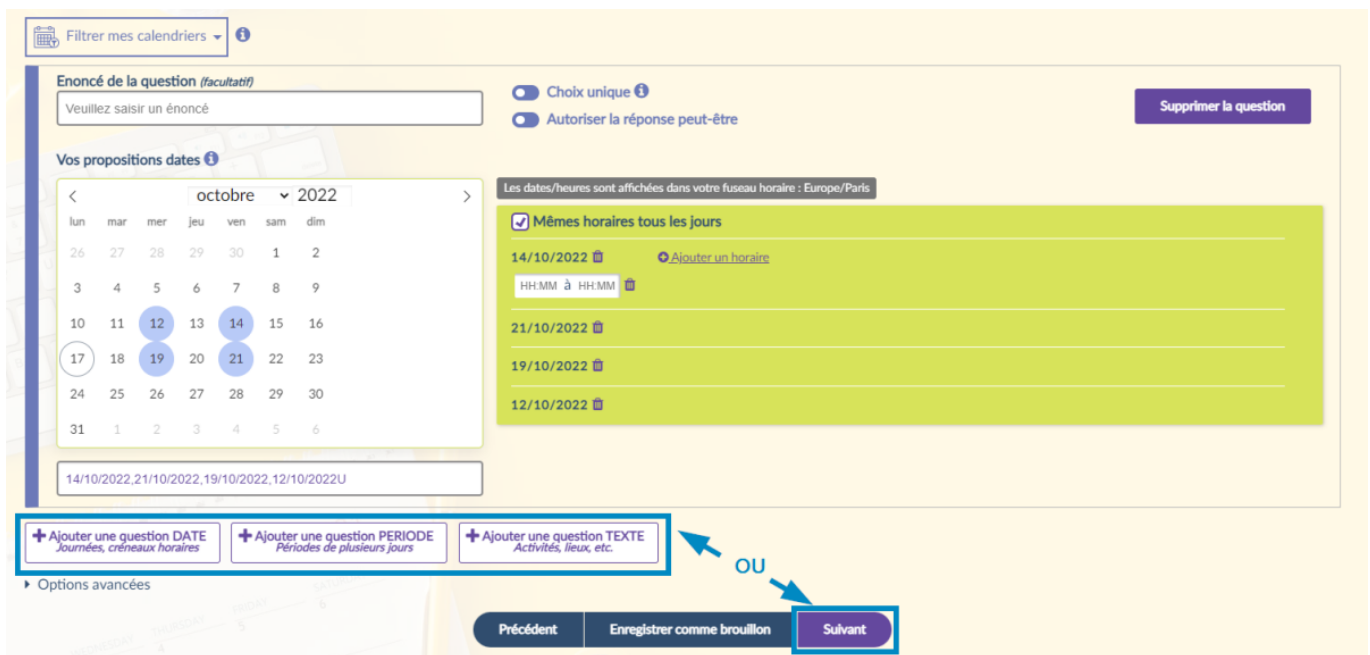 Filtrer mes calendriers
Enoncé de la question (facultatif)
Veuillez saisir un énoncé
Choix unique
Autoriser la réponse peut-être
Supprimer la question
Vos propositions dates
octobre 2022
lun mar mer jeu ven sam dim
26 27 28 29 30 1 2
3 4 5 6 7 8 9
10 11 12 13 14 15 16
17 18 19 20 21 22 23
24 25 26 27 28 29 30
31 1 2 3 4 5 6
14/10/2022,21/10/2022,19/10/2022,12/10/2022U
Les dates/heures sont affichées dans votre fuseau horaire : Europe/Paris
Mêmes horaires tous les jours
14/10/2022 Ajouter un horaire
HH:MM à HH:MM
21/10/2022
19/10/2022
12/10/2022
+ Ajouter une question DATE
Journées, créneaux horaires
+ Ajouter une question PERIODE
Périodes de plusieurs jours
+ Ajouter une question TEXTE
Activités, lieux, etc.
OU
Options avancées
Précédent Enregistrer comme brouillon Suivant